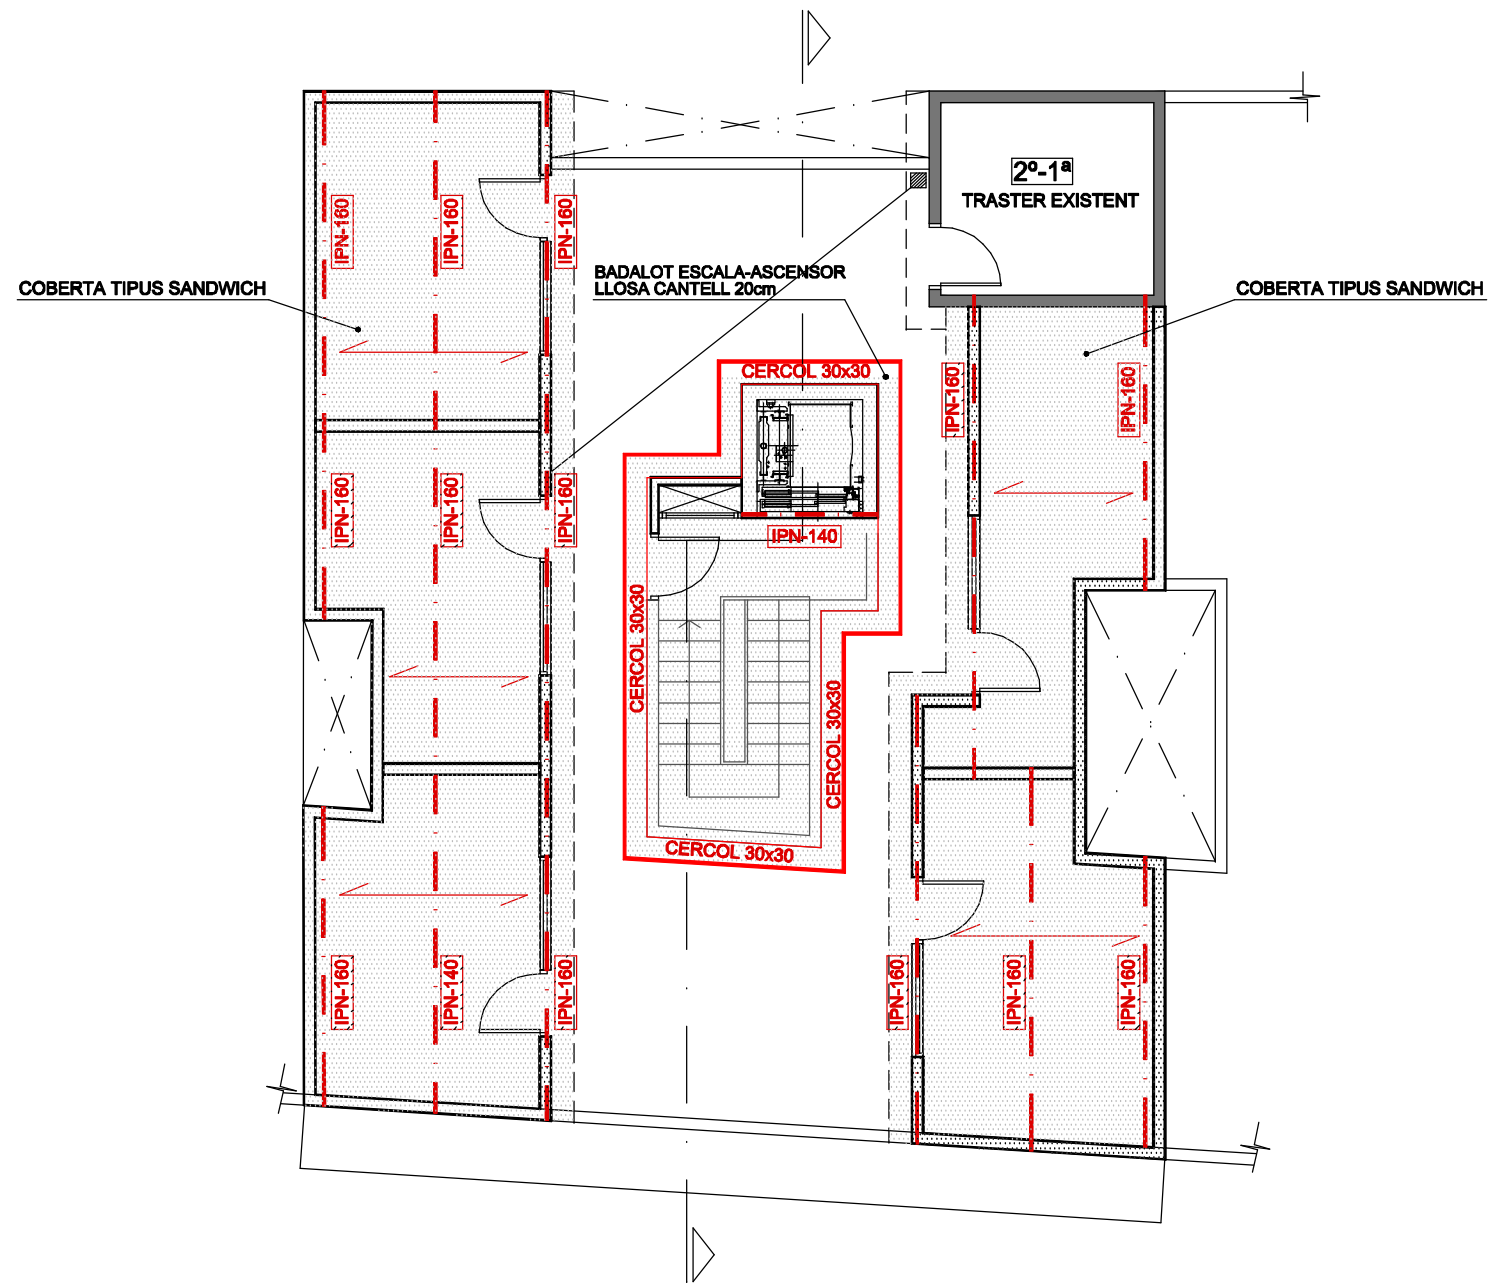 2º-1ª
TRASTER EXISTENT
IPN-160
IPN-160
IPN-160
BADALOT ESCALA-ASCENSOR
LLOSA CANTELL 20cm
COBERTA TIPUS SANDWICH
COBERTA TIPUS SANDWICH
CERCOL 30x30
IPN-160
IPN-160
IPN-160
IPN-160
IPN-160
IPN-140
CERCOL 30x30
CERCOL 30x30
CERCOL 30x30
IPN-160
IPN-140
IPN-160
IPN-160
IPN-160
IPN-160